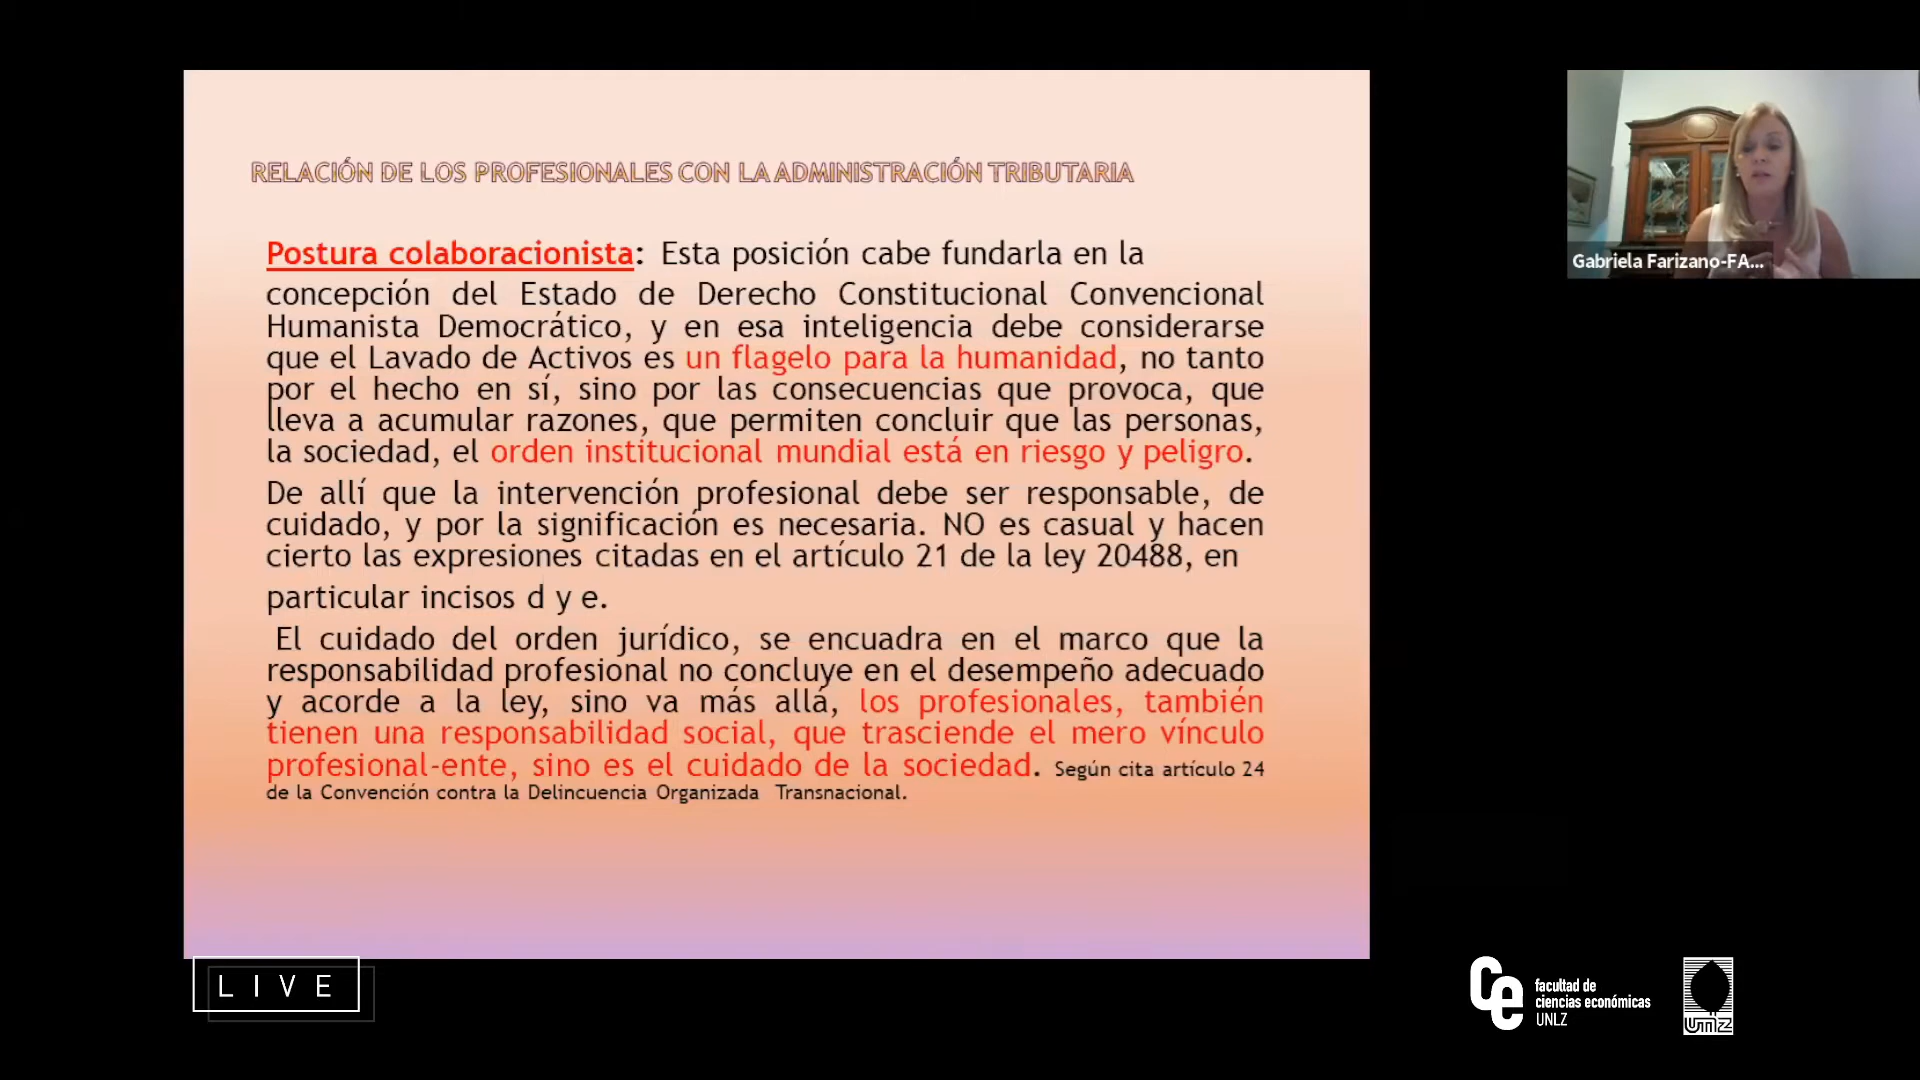 RELACIÓN DE LOS PROFESIONALES CON LA ADMINISTRACIÓN TRIBUTARIA
Postura colaboracionista: Esta posición cabe fundarla en la
concepción del Estado de Derecho Constitucional Convencional
Humanista Democrático, y en esa inteligencia debe considerarse
que el Lavado de Activos es un flagelo para la humanidad, no tanto
por el hecho en sí, sino por las consecuencias que provoca, que
lleva a acumular razones, que permiten concluir que las personas,
la sociedad, el orden institucional mundial está en riesgo y peligro.
De allí que la intervención profesional debe ser responsable, de
cuidado, y por la significación es necesaria. NO es casual y hacen
cierto las expresiones citadas en el artículo 21 de la ley 20488, en
particular incisos d y e.
El cuidado del orden jurídico, se encuadra en el marco que la
responsabilidad profesional no concluye en el desempeño adecuado
y acorde a la ley, sino va más allá, los profesionales, también
tienen una responsabilidad social, que trasciende el mero vínculo
profesional-ente, sino es el cuidado de la sociedad. Según cita artículo 24
de la Convención contra la Delincuencia Organizada Transnacional.
Gabriela Farizano-FA...
LIVE
ce
facultad de
ciencias económicas
UNLZ
unlz